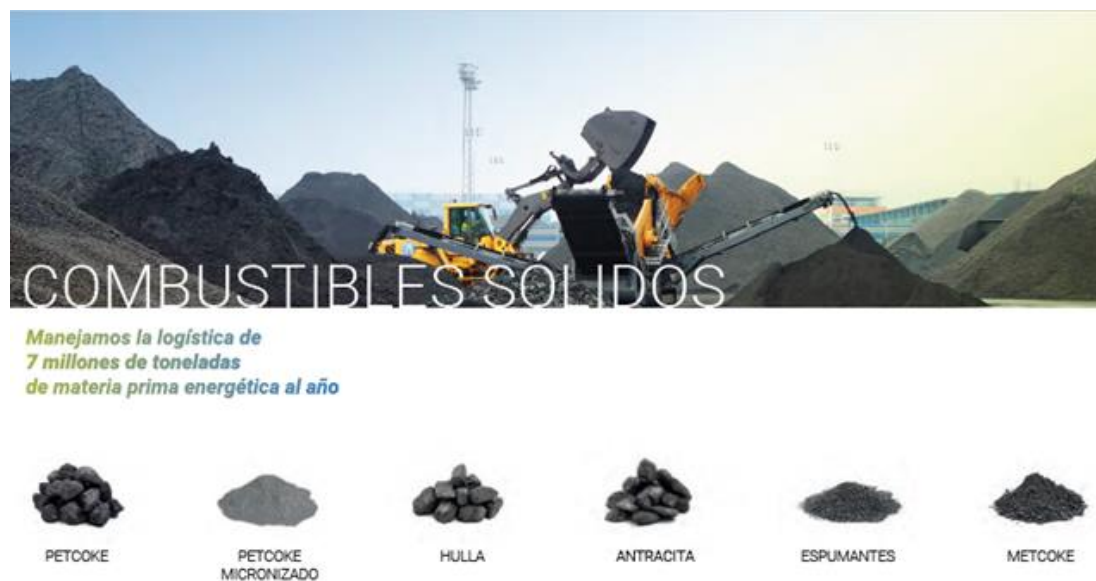 COMBUSTIBLES SOLIDOS
Manejamos la logística de
7 millones de toneladas
de materia prima energética al año
PETCOKE
PETCOKE
MICRONIZADO
HULLA
ANTRACITA
ESPUMANTES
METCOKE